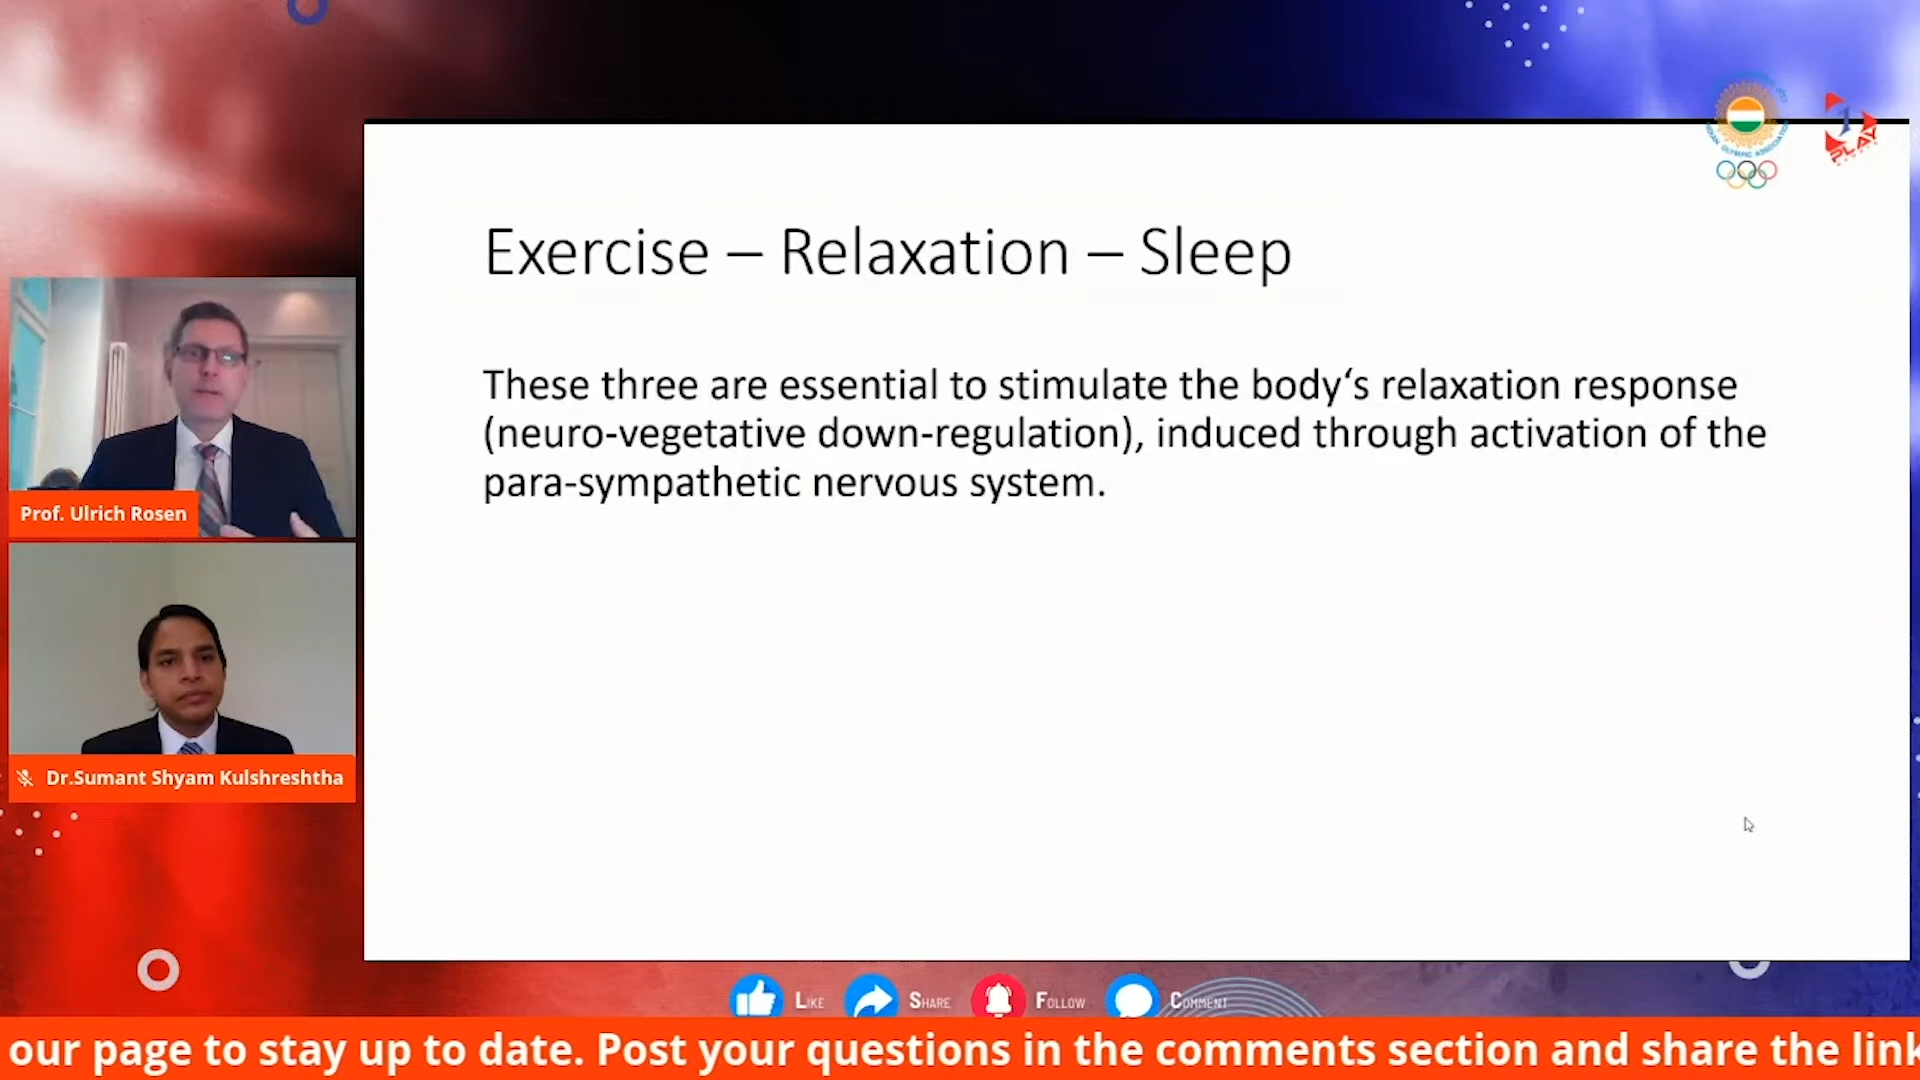 Exercise – Relaxation – Sleep
These three are essential to stimulate the body‘s relaxation response
(neuro-vegetative down-regulation), induced through activation of the
para-sympathetic nervous system.
Prof. Ulrich Rosen
Dr.Sumant Shyam Kulshreshtha
PLAY
Like
Share
Follow
Comment
our page to stay up to date. Post your questions in the comments section and share the link